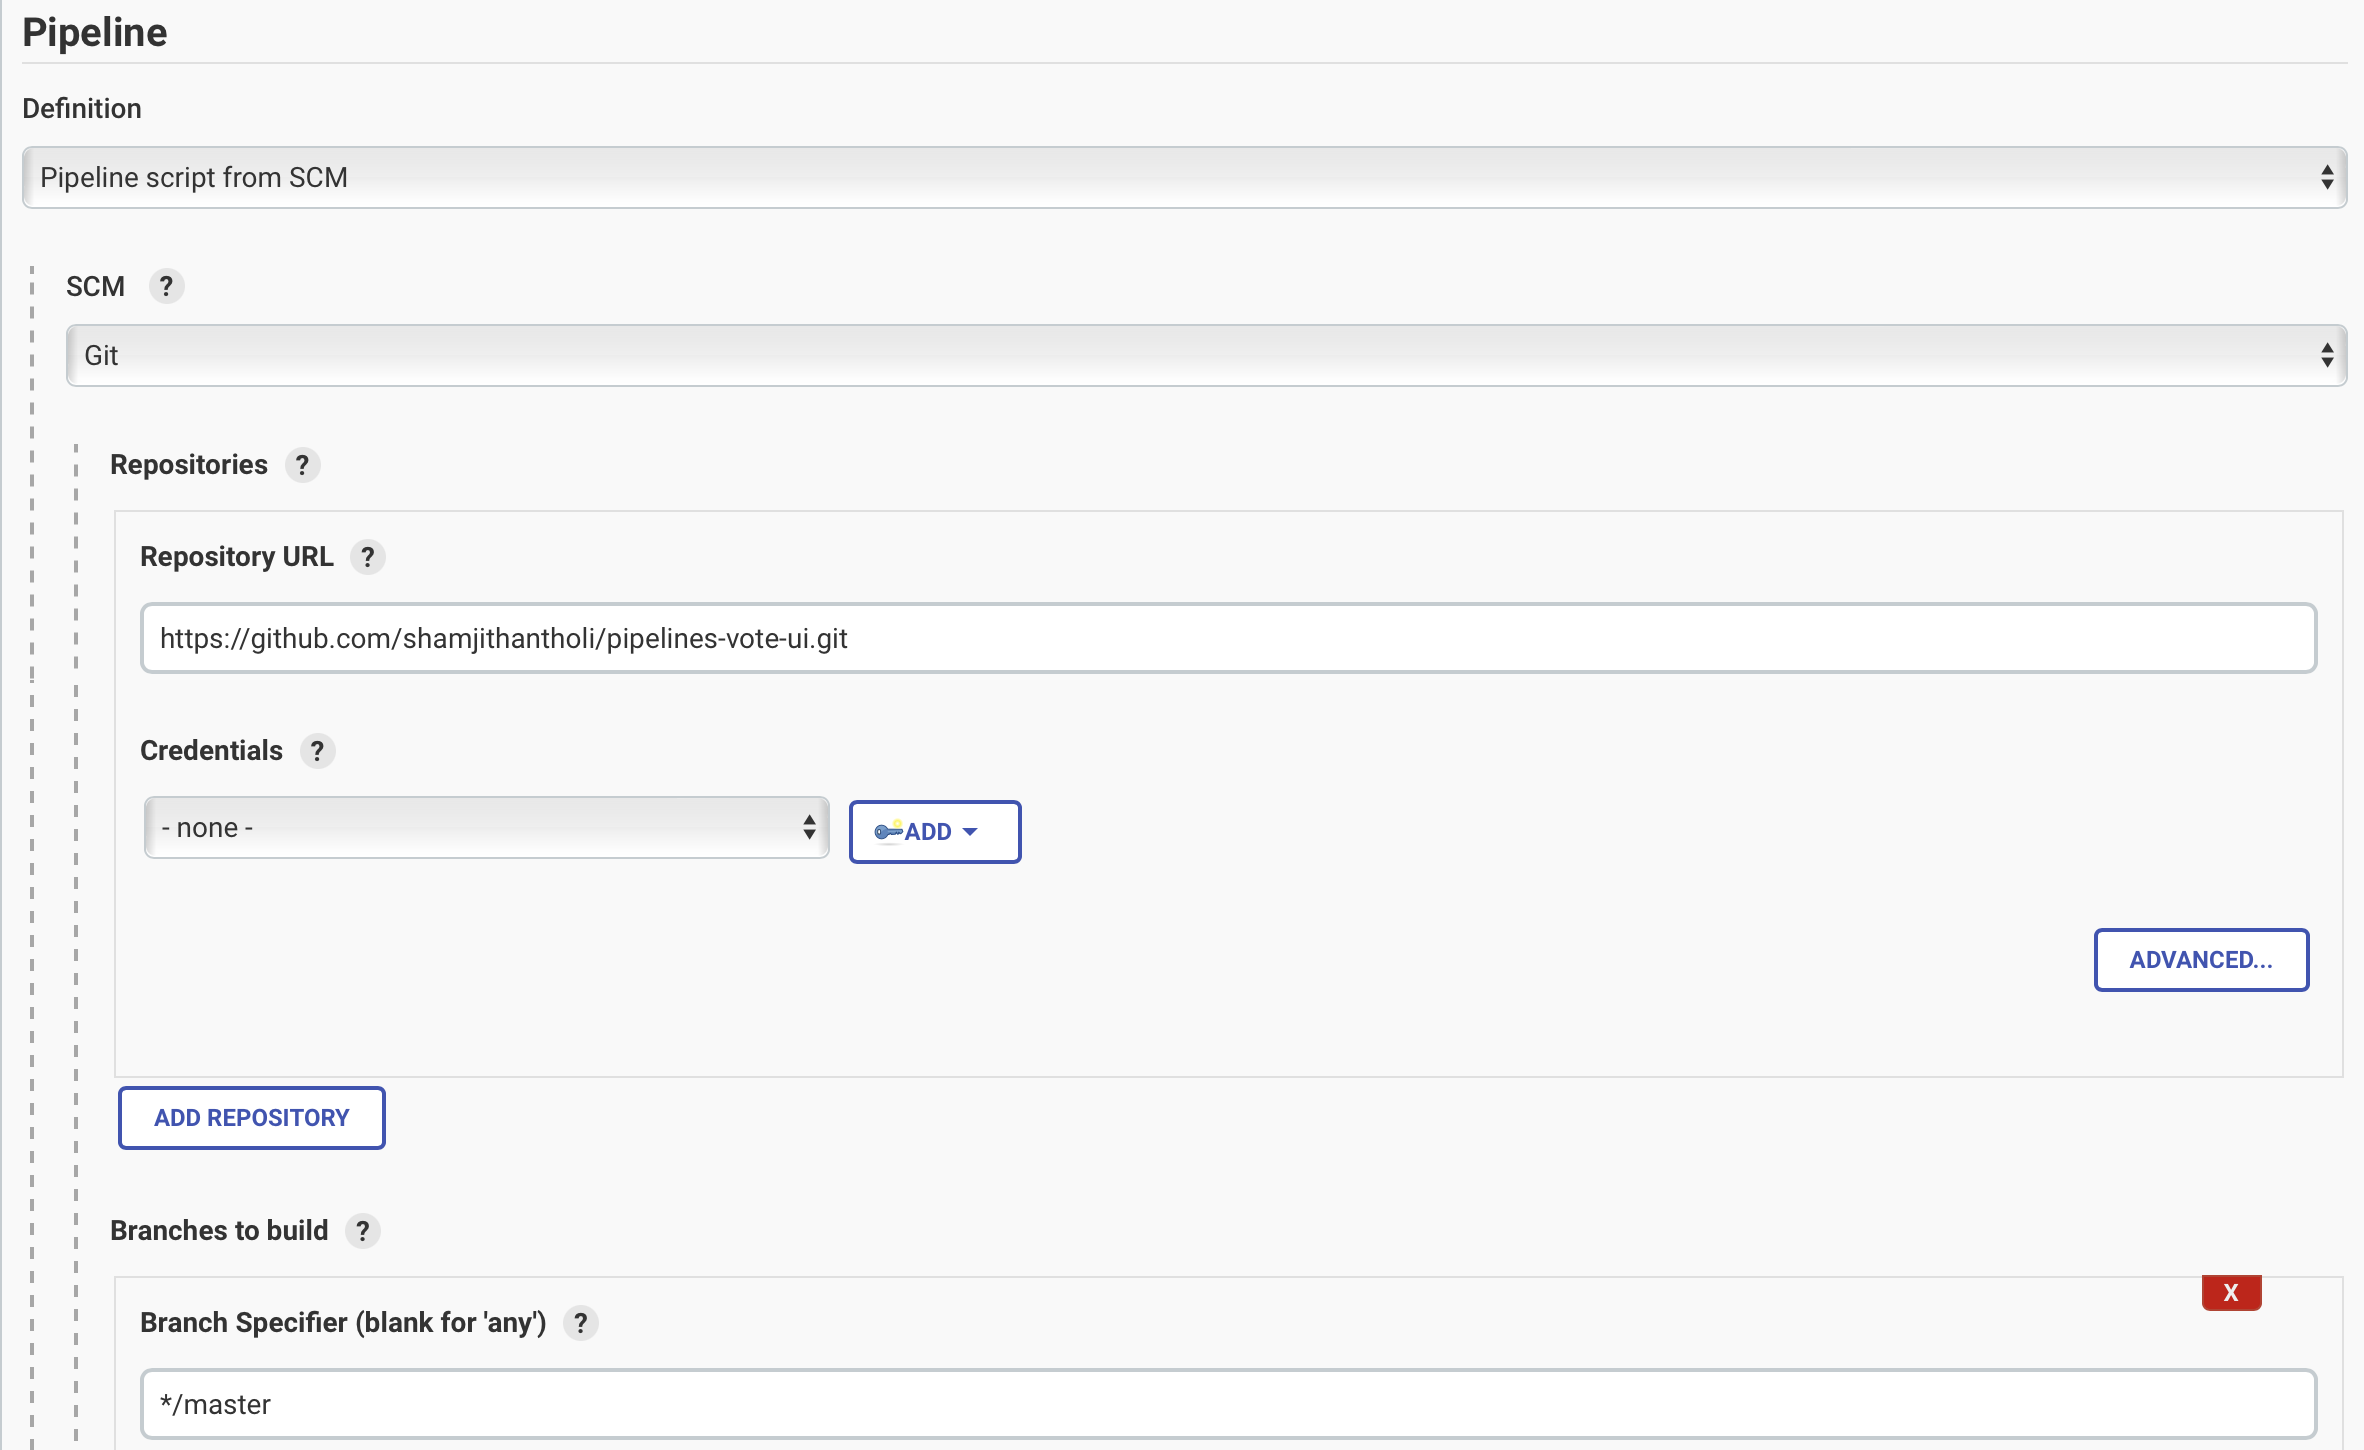 Pipeline
Definition
Pipeline script from SCM
SCM ?
Git
Repositories ?
Repository URL ?
https://github.com/shamjithantholi/pipelines-vote-ui.git
Credentials ?
- none -
ADD
ADVANCED...
ADD REPOSITORY
Branches to build ?
X
Branch Specifier (blank for 'any') ?
*/master